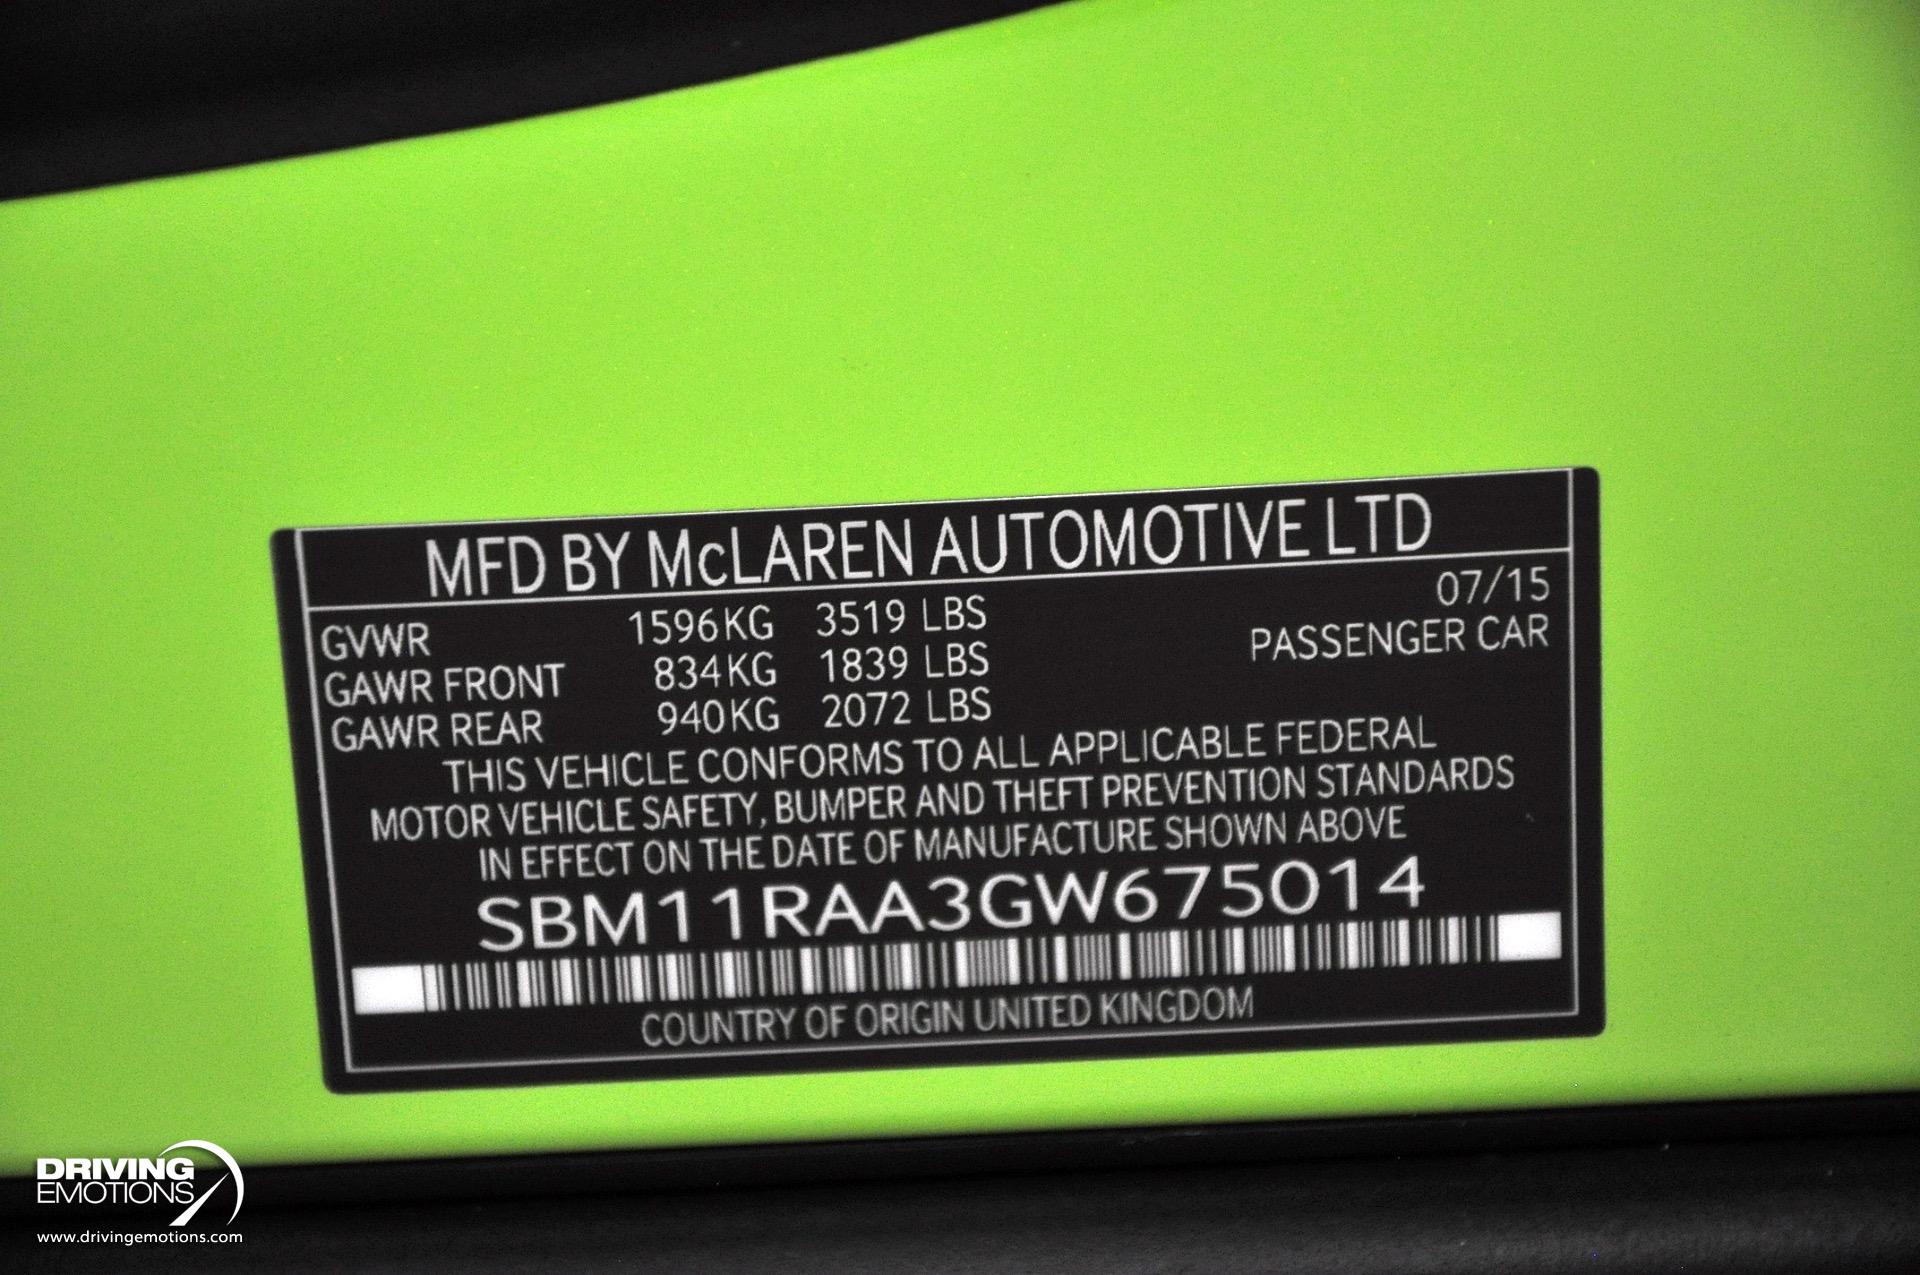 MFD BY McLAREN AUTOMOTIVE LTD
07/15
GVWR 1596KG 3519 LBS
PASSENGER CAR
GAWR FRONT 834KG 1839 LBS
GAWR REAR 940KG 2072 LBS
THIS VEHICLE CONFORMS TO ALL APPLICABLE FEDERAL
MOTOR VEHICLE SAFETY, BUMPER AND THEFT PREVENTION STANDARDS
IN EFFECT ON THE DATE OF MANUFACTURE SHOWN ABOVE
SBM11RAA3GW675014
COUNTRY OF ORIGIN UNITED KINGDOM
DRIVING
EMOTIONS
www.drivingemotions.com